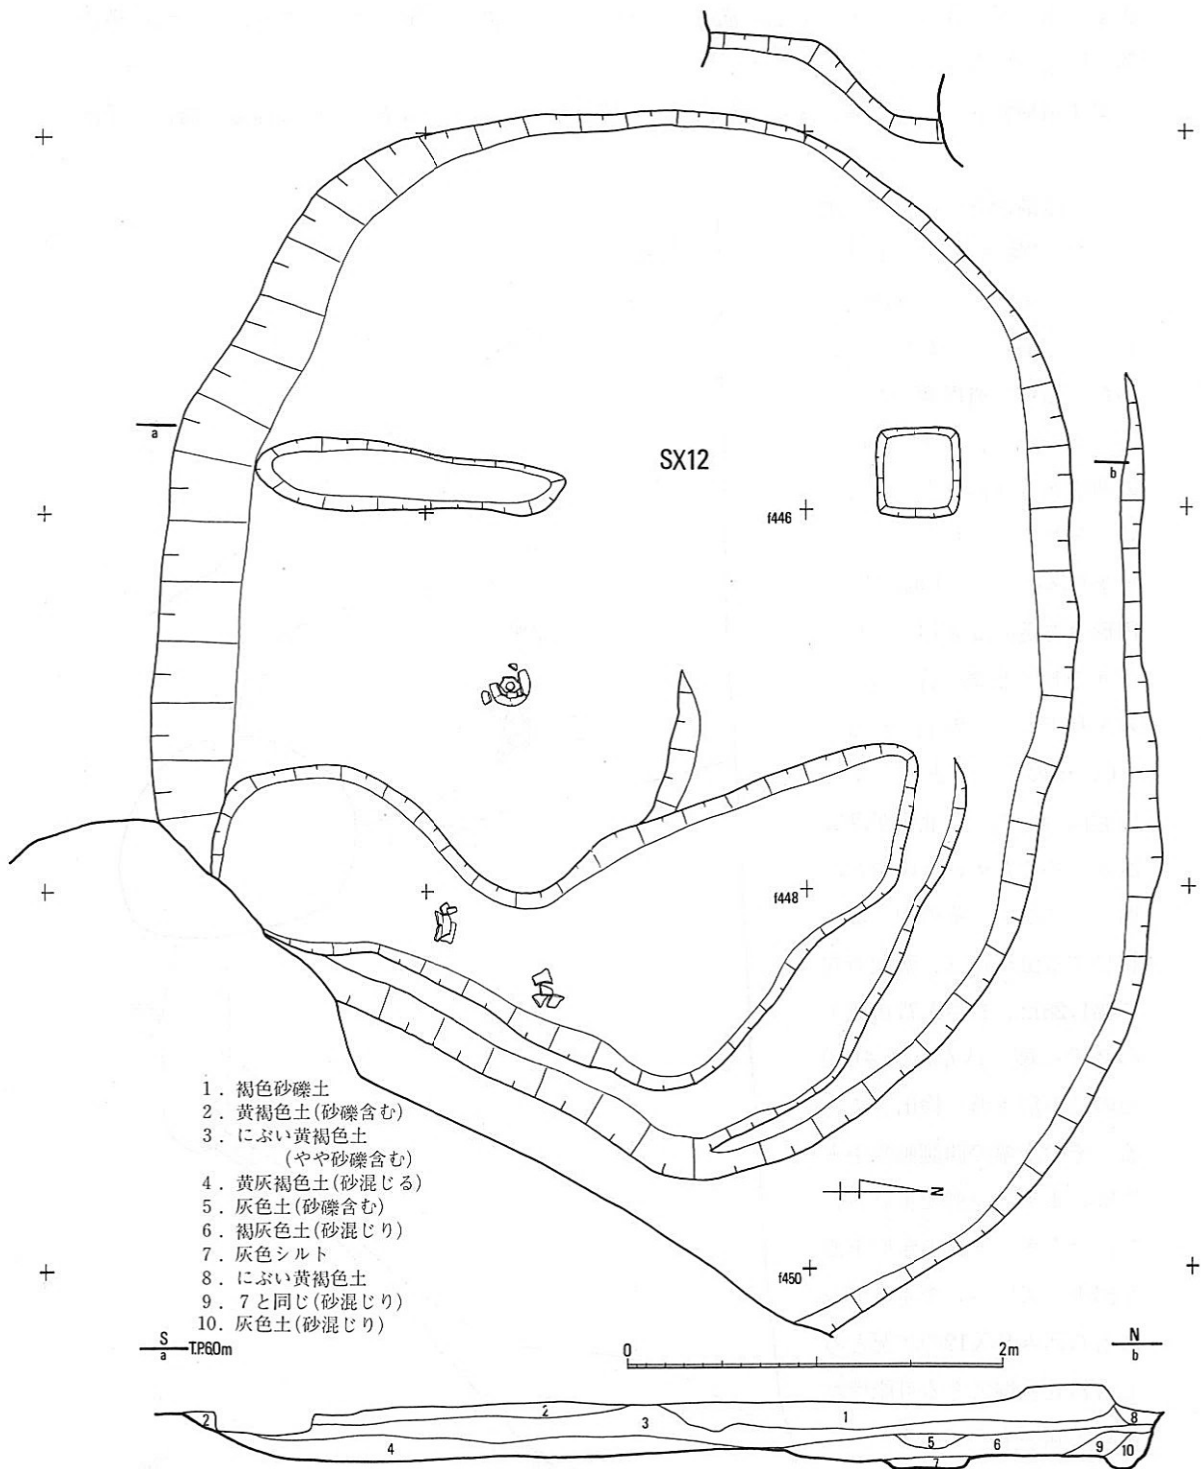 a
SX12
b
f446
f448
N
f450
1．褐色砂礫土
2．黄褐色土(砂礫含む)
3．にぶい黄褐色土
(やや砂礫含む)
4．黄灰褐色土(砂混じる)
5．灰色土(砂礫含む)
6．褐灰色土(砂混じり)
7．灰色シルト
8．にぶい黄褐色土
9．7と同じ(砂混じり)
10．灰色土(砂混じり)
S
a
T.P.6.0m
0
2m
N
b
2
2
3
1
8
4
5
6
9
10
7